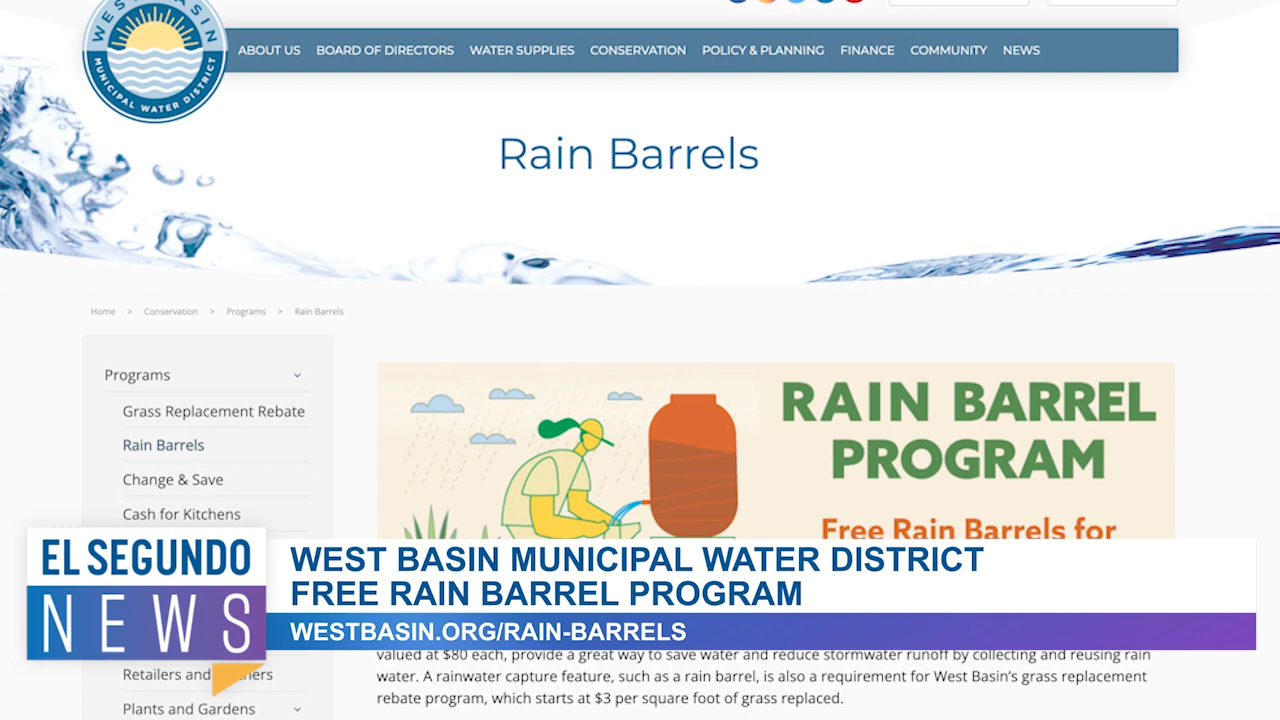 WEST BASIN
MUNICIPAL WATER DISTRICT
ABOUT US BOARD OF DIRECTORS WATER SUPPLIES CONSERVATION POLICY & PLANNING FINANCE COMMUNITY NEWS
Rain Barrels
Home > Conservation > Programs > Rain Barrels
Programs
Grass Replacement Rebate
Rain Barrels
Change & Save
Cash for Kitchens
RAIN BARREL
PROGRAM
Free Rain Barrels for
EL SEGUNDO
NEWS
WEST BASIN MUNICIPAL WATER DISTRICT
FREE RAIN BARREL PROGRAM
WESTBASIN.ORG/RAIN-BARRELS
Retailers and
Plants and Gardens
valued at $80 each, provide a great way to save water and reduce stormwater runoff by collecting and reusing rain
water. A rainwater capture feature, such as a rain barrel, is also a requirement for West Basin's grass replacement
rebate program, which starts at $3 per square foot of grass replaced.